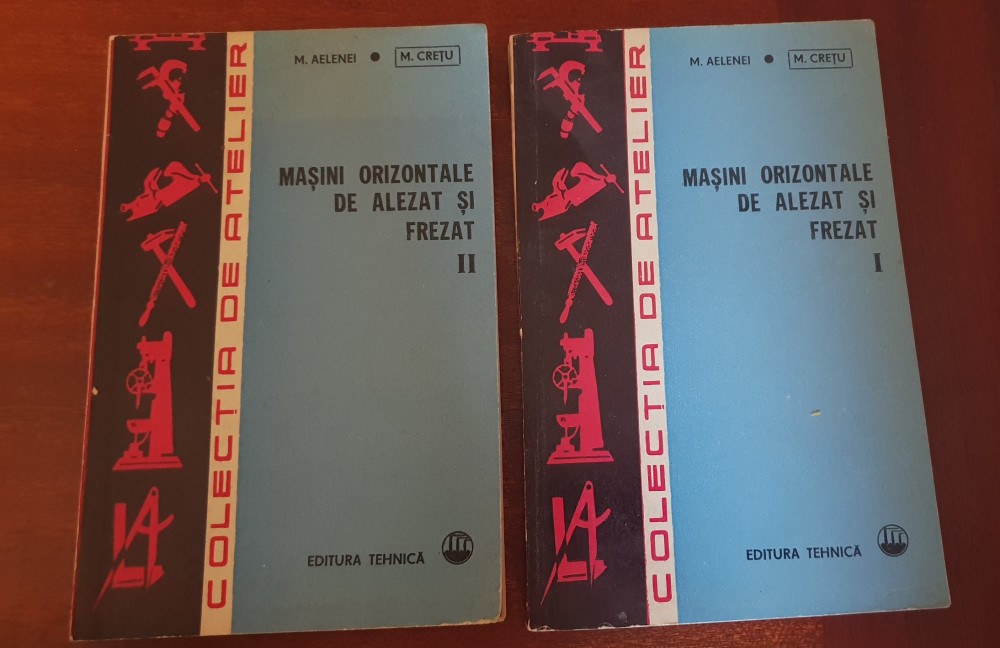 M. AELENEI ● M. CREȚU
MAȘINI ORIZONTALE
DE ALEZAT ȘI
FREZAT
II
EDITURA TEHNICĂ
COLECȚIA DE ATELIER
M. AELENEI ● M. CREȚU
MAȘINI ORIZONTALE
DE ALEZAT ȘI
FREZAT
I
EDITURA TEHNICĂ
COLECȚIA DE ATELIER